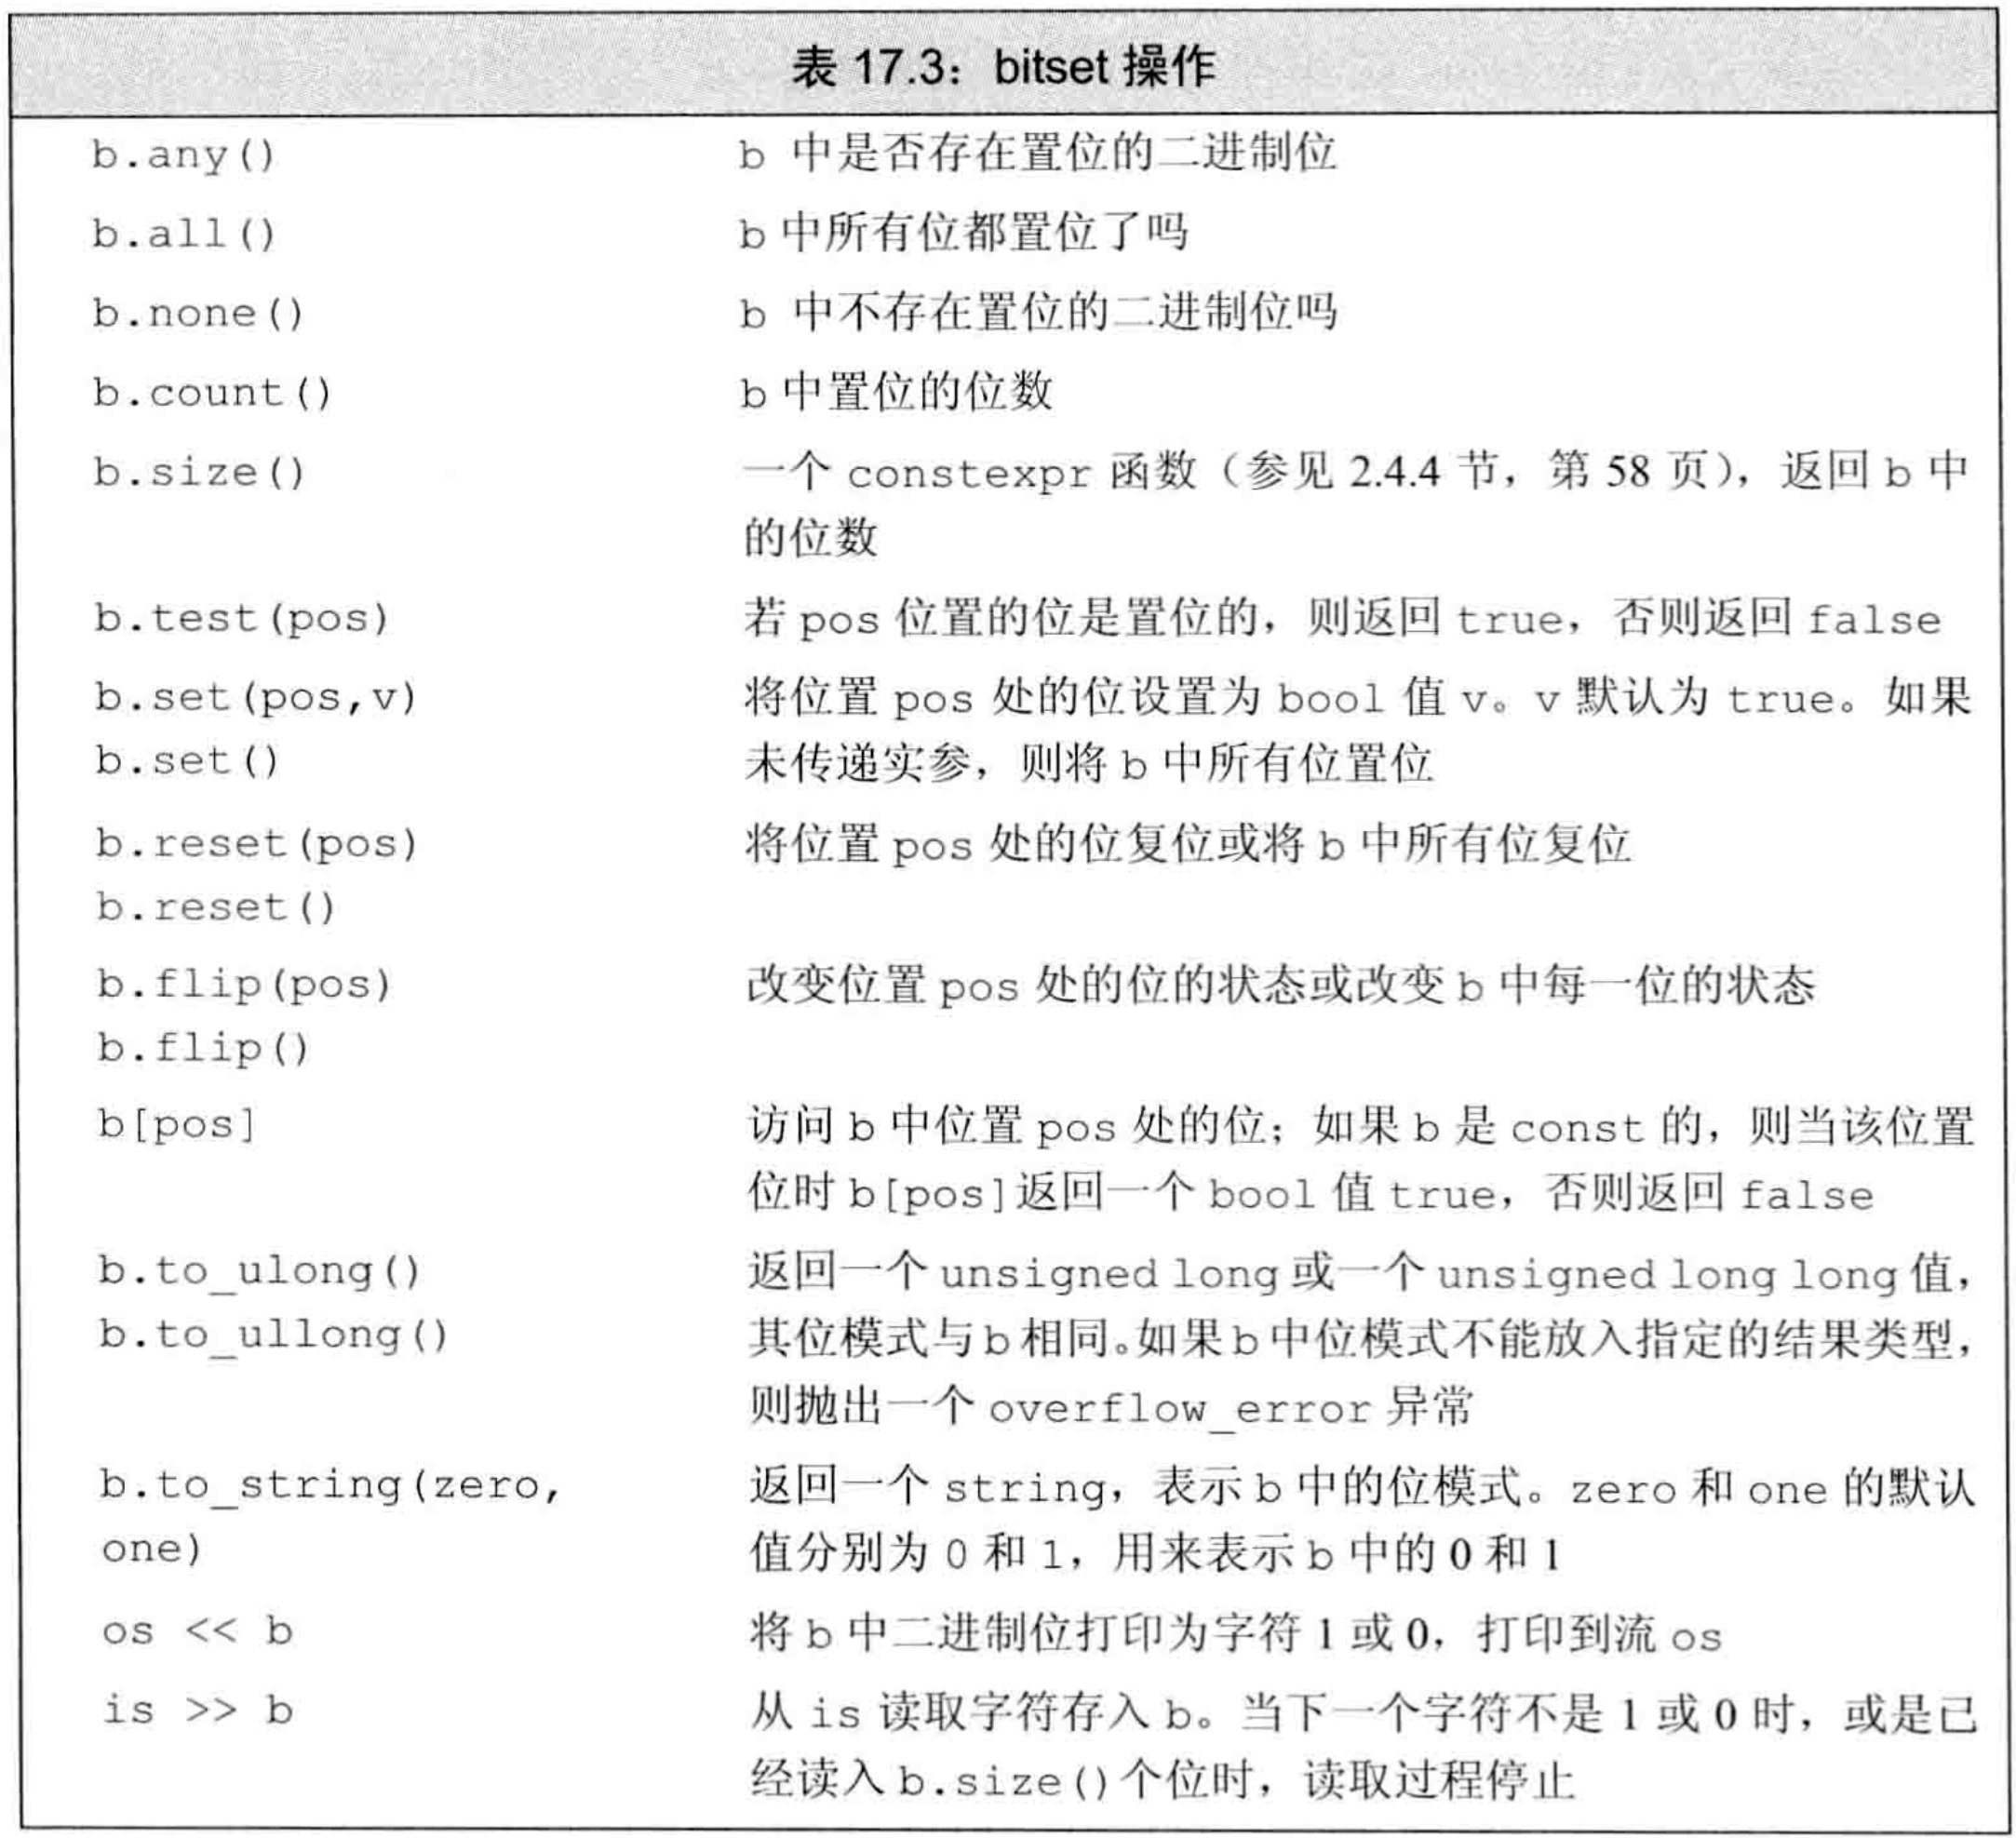 表 17.3：bitset 操作
b.any() b 中是否存在置位的二进制位
b.all() b 中所有位都置位了吗
b.none() b 中不存在置位的二进制位吗
b.count() b 中置位的位数
b.size() 一个 constexpr 函数（参见 2.4.4 节，第 58 页），返回 b 中
的位数
b.test(pos) 若 pos 位置的位是置位的，则返回 true，否则返回 false
b.set(pos,v) 将位置 pos 处的位设置为 bool 值 v。v 默认为 true。如果
b.set() 未传递实参，则将 b 中所有位置位
b.reset(pos) 将位置 pos 处的位复位或将 b 中所有位复位
b.reset()
b.flip(pos) 改变位置 pos 处的位的状态或改变 b 中每一位的状态
b.flip()
b[pos] 访问 b 中位置 pos 处的位；如果 b 是 const 的，则当该位置
位时 b[pos]返回一个 bool 值 true，否则返回 false
b.to_ulong() 返回一个 unsigned long 或一个 unsigned long long 值，
b.to_ullong() 其位模式与 b 相同。如果 b 中位模式不能放入指定的结果类型，
则抛出一个 overflow_error 异常
b.to_string(zero, 返回一个 string，表示 b 中的位模式。zero 和 one 的默认
one) 值分别为 0 和 1，用来表示 b 中的 0 和 1
os << b 将 b 中二进制位打印为字符 1 或 0，打印到流 os
is >> b 从 is 读取字符存入 b。当下一个字符不是 1 或 0 时，或是已
经读入 b.size()个位时，读取过程停止